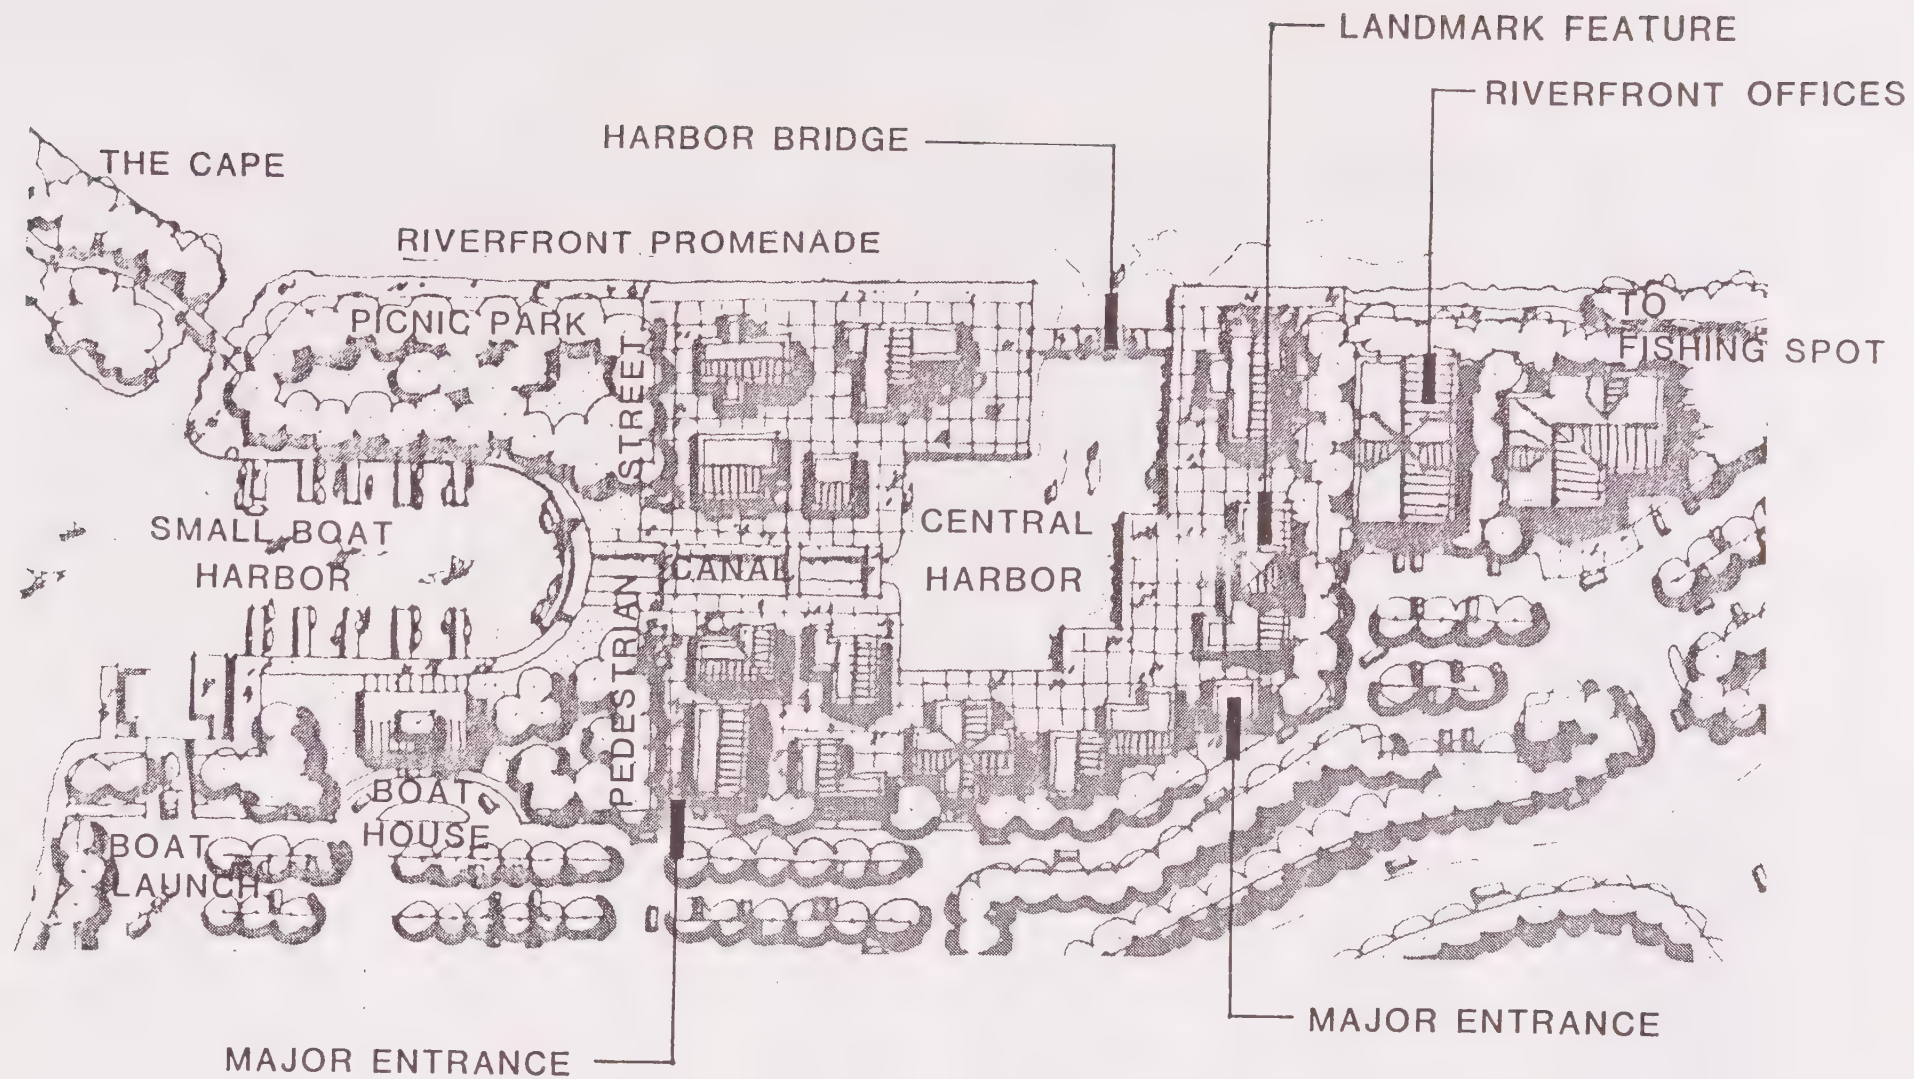 LANDMARK FEATURE
RIVERFRONT OFFICES
HARBOR BRIDGE
THE CAPE
RIVERFRONT PROMENADE
PICNIC PARK
TO
FISHING SPOT
PEDESTRIAN STREET
SMALL BOAT
HARBOR
CANAL
CENTRAL
HARBOR
BOAT
HOUSE
BOAT
LAUNCH
MAJOR ENTRANCE
MAJOR ENTRANCE